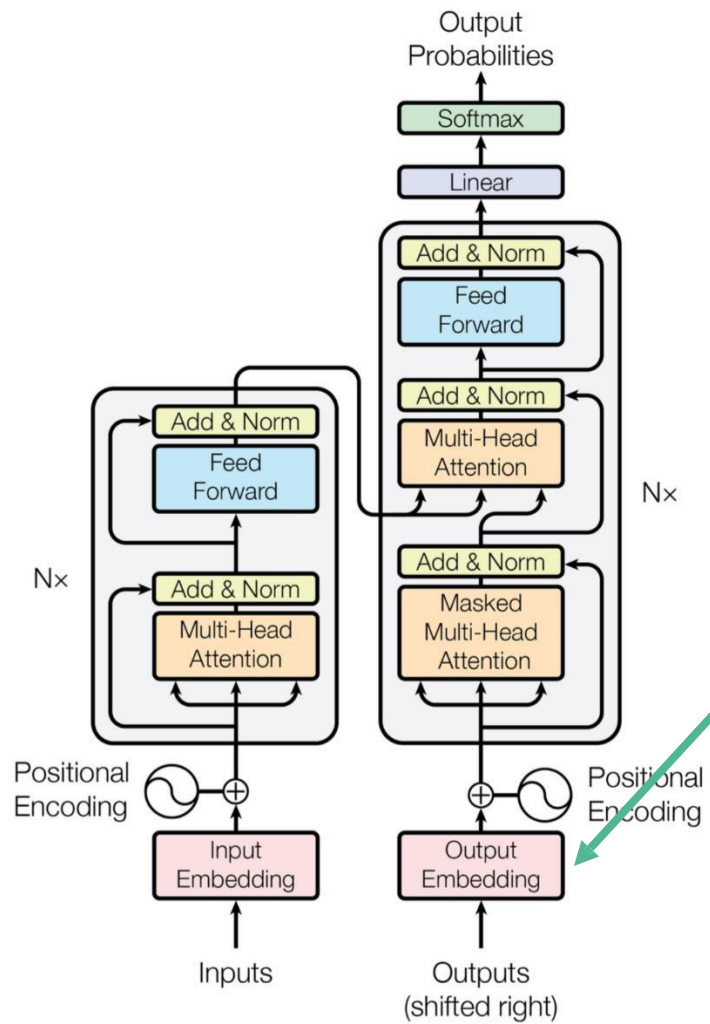 Output
Probabilities
Softmax
Linear
Add & Norm
Feed
Forward
Add & Norm
Multi-Head
Attention
Nx
Add & Norm
Masked
Multi-Head
Attention
Add & Norm
Feed
Forward
Nx
Add & Norm
Multi-Head
Attention
Positional
Encoding
Positional
Encoding
Input
Embedding
Output
Embedding
Inputs
Outputs
(shifted right)